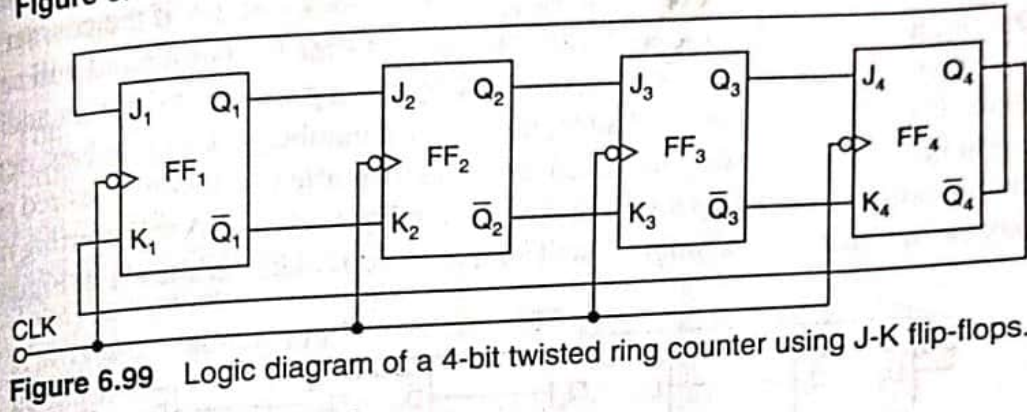 Figure 6.
J₁ Q₁ J₂ Q₂ J₃ Q₃ J₄ Q₄
FF₁ FF₂ FF₃ FF₄
K₁ Q̅₁ K₂ Q̅₂ K₃ Q̅₃ K₄ Q̅₄
CLK
Figure 6.99 Logic diagram of a 4-bit twisted ring counter using J-K flip-flops.